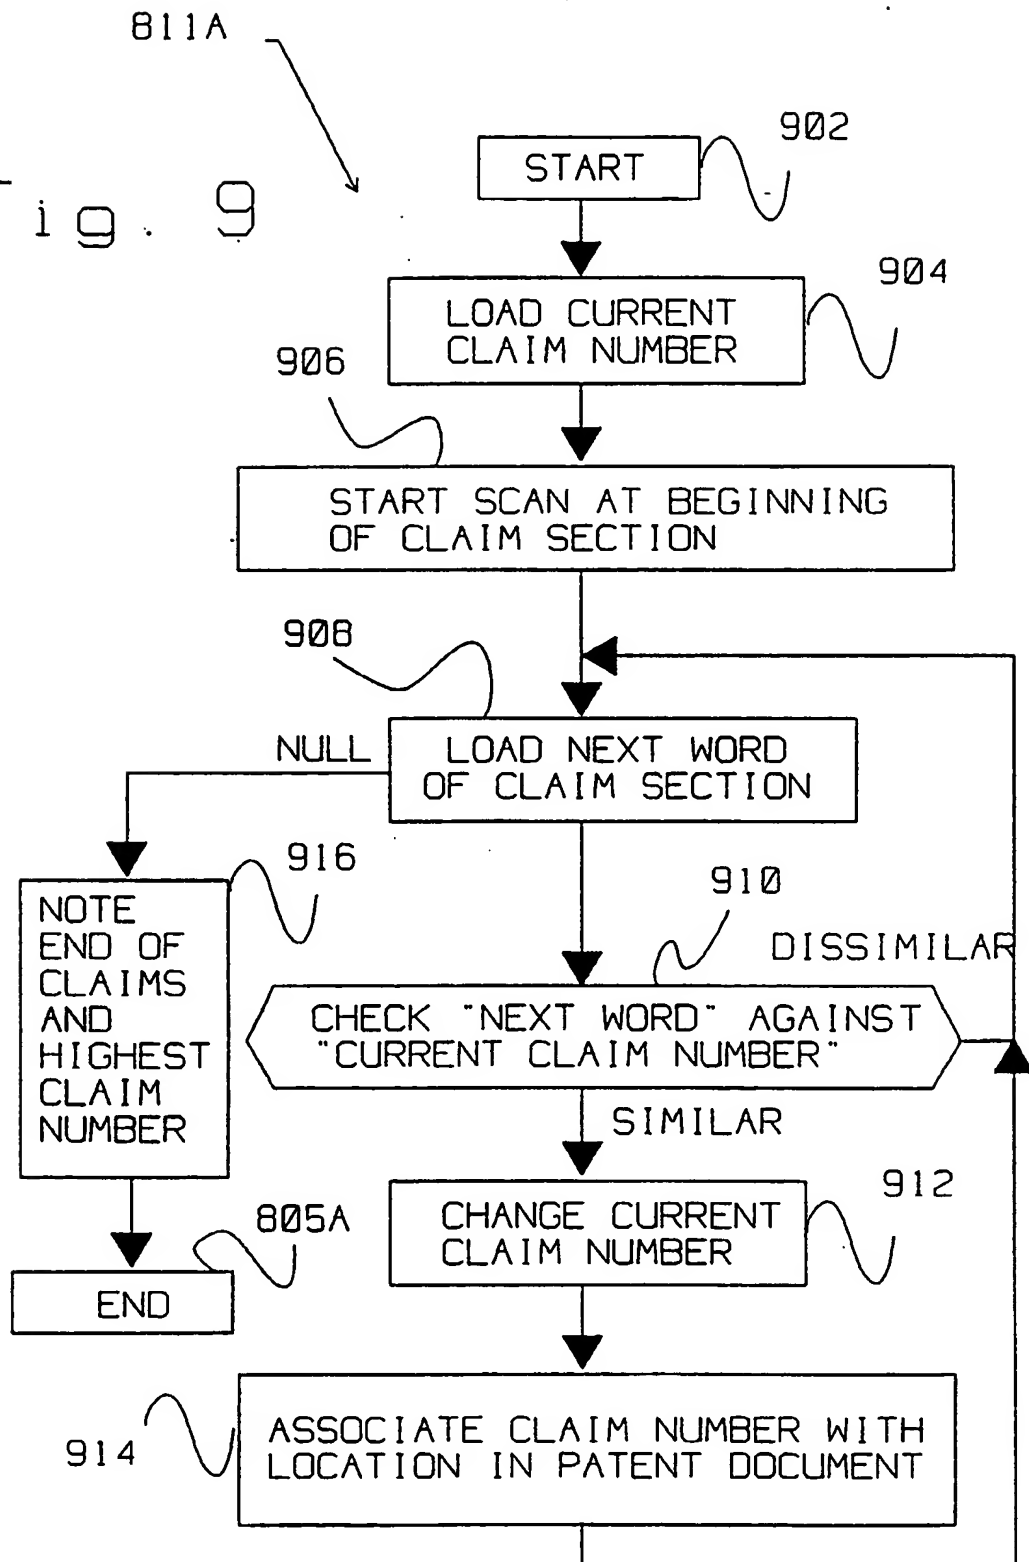 811A
902
START
ig. 9
904
LOAD CURRENT
CLAIM NUMBER
906
START SCAN AT BEGINNING
OF CLAIM SECTION
908
NULL
LOAD NEXT WORD
OF CLAIM SECTION
916
910
NOTE
END OF
CLAIMS
AND
HIGHEST
CLAIM
NUMBER
DISSIMILAR
CHECK "NEXT WORD" AGAINST
"CURRENT CLAIM NUMBER"
SIMILAR
912
805A
CHANGE CURRENT
CLAIM NUMBER
END
914
ASSOCIATE CLAIM NUMBER WITH
LOCATION IN PATENT DOCUMENT